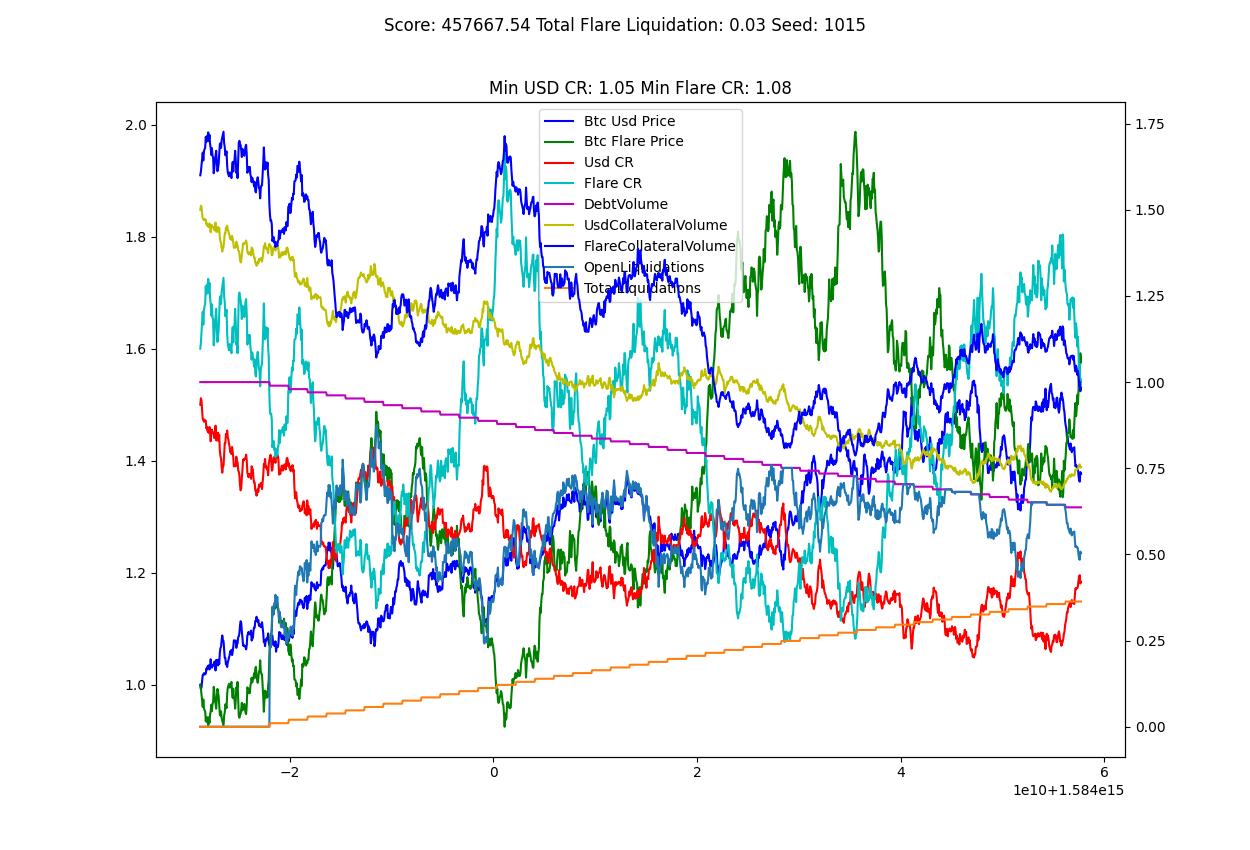 Score: 457667.54 Total Flare Liquidation: 0.03 Seed: 1015
Min USD CR: 1.05 Min Flare CR: 1.08
Btc Usd Price
Btc Flare Price
Usd CR
Flare CR
DebtVolume
UsdCollateralVolume
FlareCollateralVolume
OpenLiquidations
TotalLiquidations
2.0
1.8
1.6
1.4
1.2
1.0
1.75
1.50
1.25
1.00
0.75
0.50
0.25
0.00
−2 0 2 4 6
1e10+1.584e15